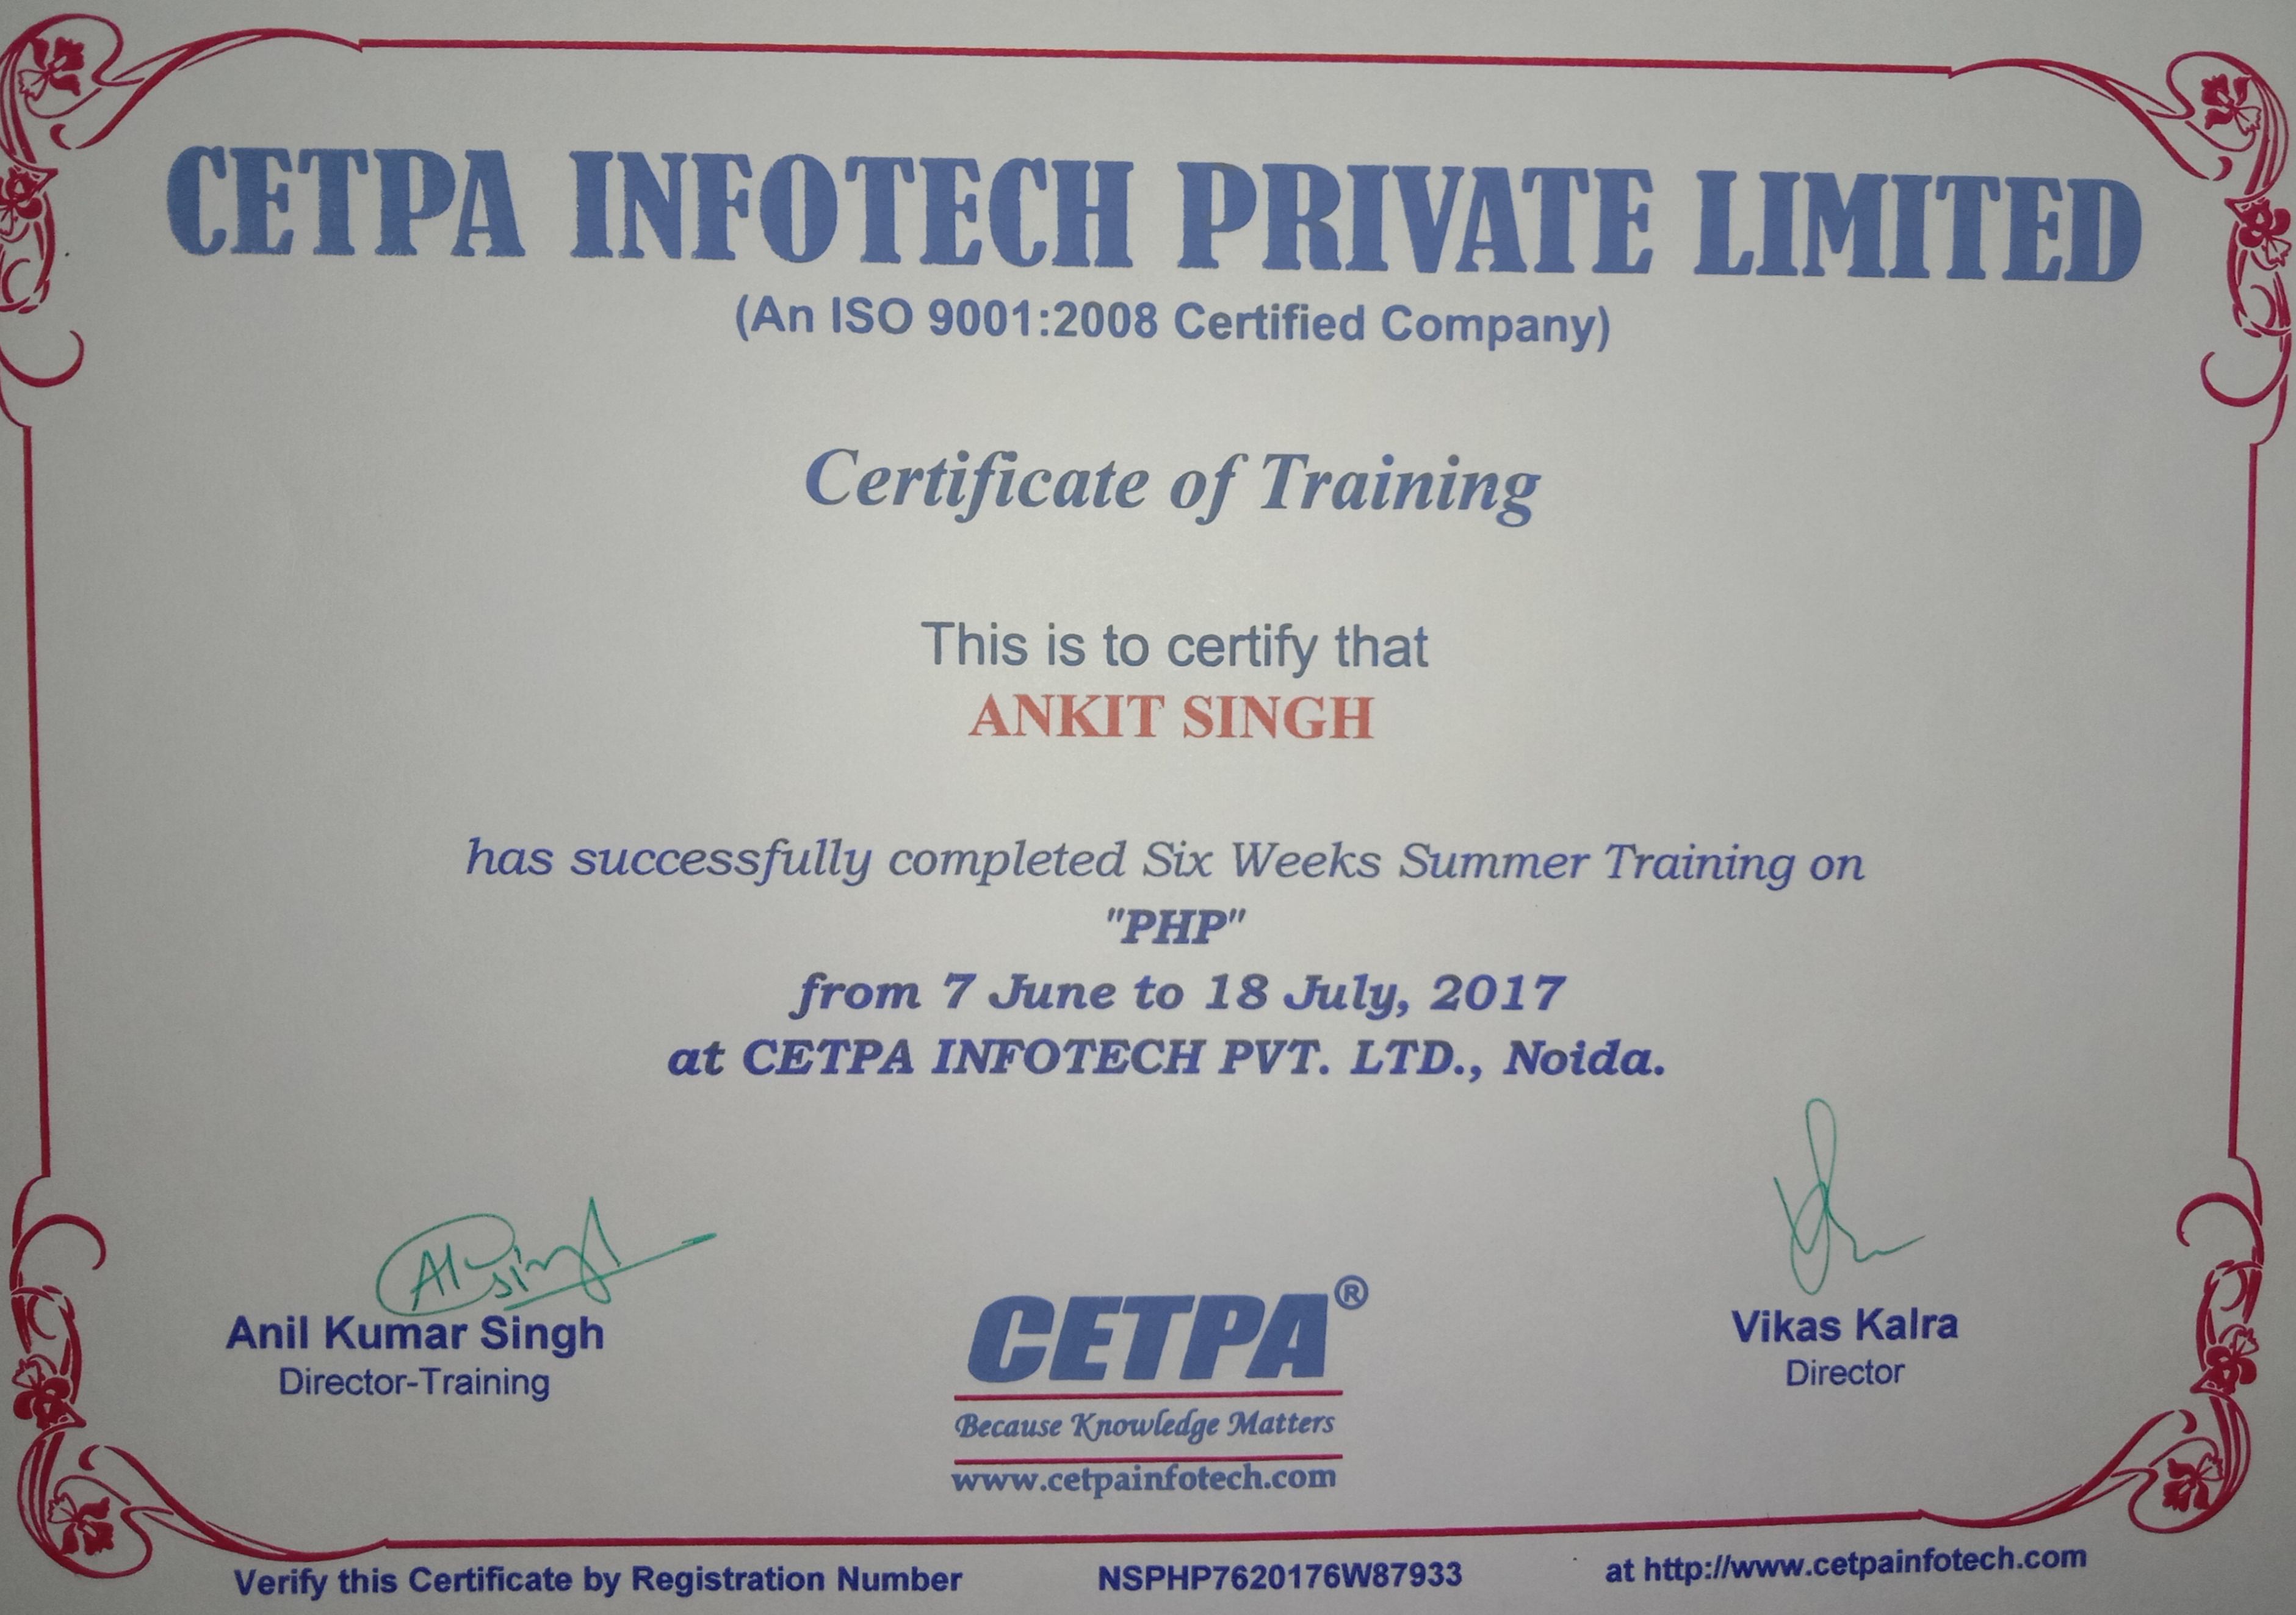 CETPA INFOTECH PRIVATE LIMITED
(An ISO 9001:2008 Certified Company)
Certificate of Training
This is to certify that
ANKIT SINGH
has successfully completed Six Weeks Summer Training on
"PHP"
from 7 June to 18 July, 2017
at CETPA INFOTECH PVT. LTD., Noida.
Anil Kumar Singh
Director-Training
CETPA®
Because Knowledge Matters
www.cetpainfotech.com
Vikas Kalra
Director
Verify this Certificate by Registration Number NSPHP7620176W87933 at http://www.cetpainfotech.com